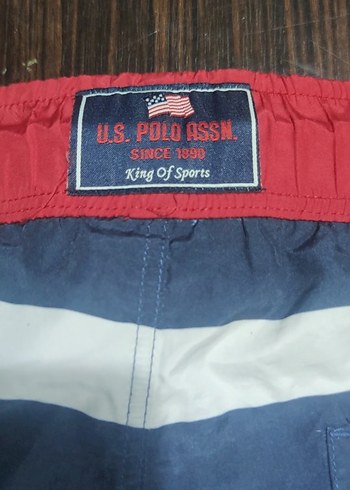 U.S. POLO ASSN.
SINCE 1890
King Of Sports